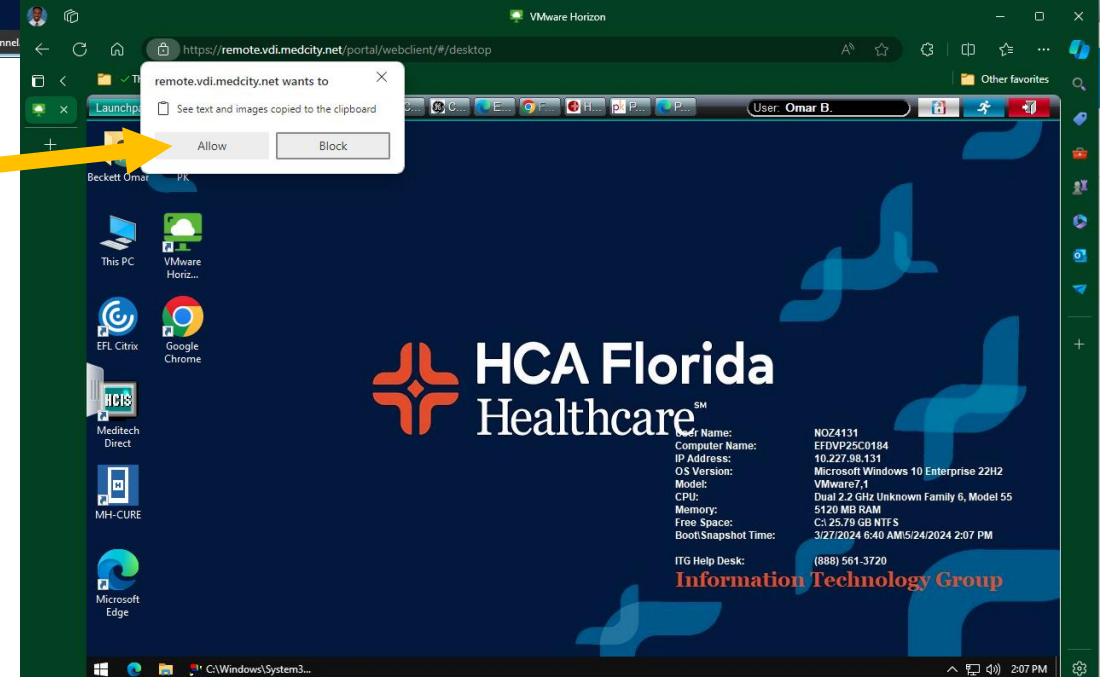 VMware Horizon
nnel
https://remote.vdi.medcity.net/portal/webclient/#/desktop
Other favorites
remote.vdi.medcity.net wants to
See text and images copied to the clipboard
Allow
Block
Launchpa
C...
C...
E...
F...
H...
P...
P...
User: Omar B.
Beckett Omar
PK
This PC
VMware
Horiz...
EFL Citrix
Google
Chrome
HCIS
Meditech
Direct
MH-CURE
Microsoft
Edge
HCA Florida
Healthcare℠
User Name: NOZ4131
Computer Name: EFDVP25C0184
IP Address: 10.227.98.131
OS Version: Microsoft Windows 10 Enterprise 22H2
Model: VMware7,1
CPU: Dual 2.2 GHz Unknown Family 6, Model 55
Memory: 5120 MB RAM
Free Space: C:\ 25.79 GB NTFS
Boot\Snapshot Time: 3/27/2024 6:40 AM\5/24/2024 2:07 PM
ITG Help Desk: (888) 561-3720
Information Technology Group
C:\Windows\System3...
2:07 PM